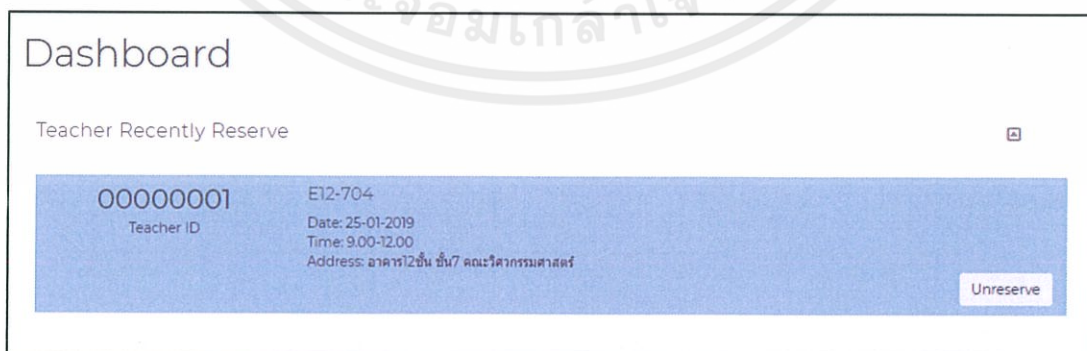 Dashboard
Teacher Recently Reserve
00000001
Teacher ID
E12-704
Date: 25-01-2019
Time: 9.00-12.00
Address: อาคาร12ชั้น ชั้น7 คณะวิศวกรรมศาสตร์
Unreserve